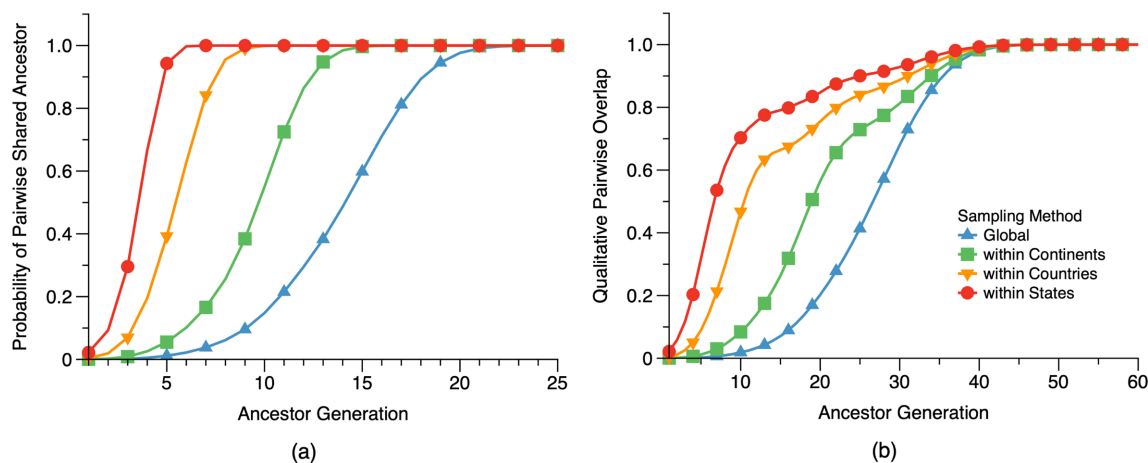 Probability of Pairwise Shared Ancestor
1.0
0.8
0.6
0.4
0.2
0
5
10
15
20
25
Ancestor Generation
(a)
Qualitative Pairwise Overlap
1.0
0.8
0.6
0.4
0.2
0
10
20
30
40
50
60
Ancestor Generation
Sampling Method
Global
within Continents
within Countries
within States
(b)